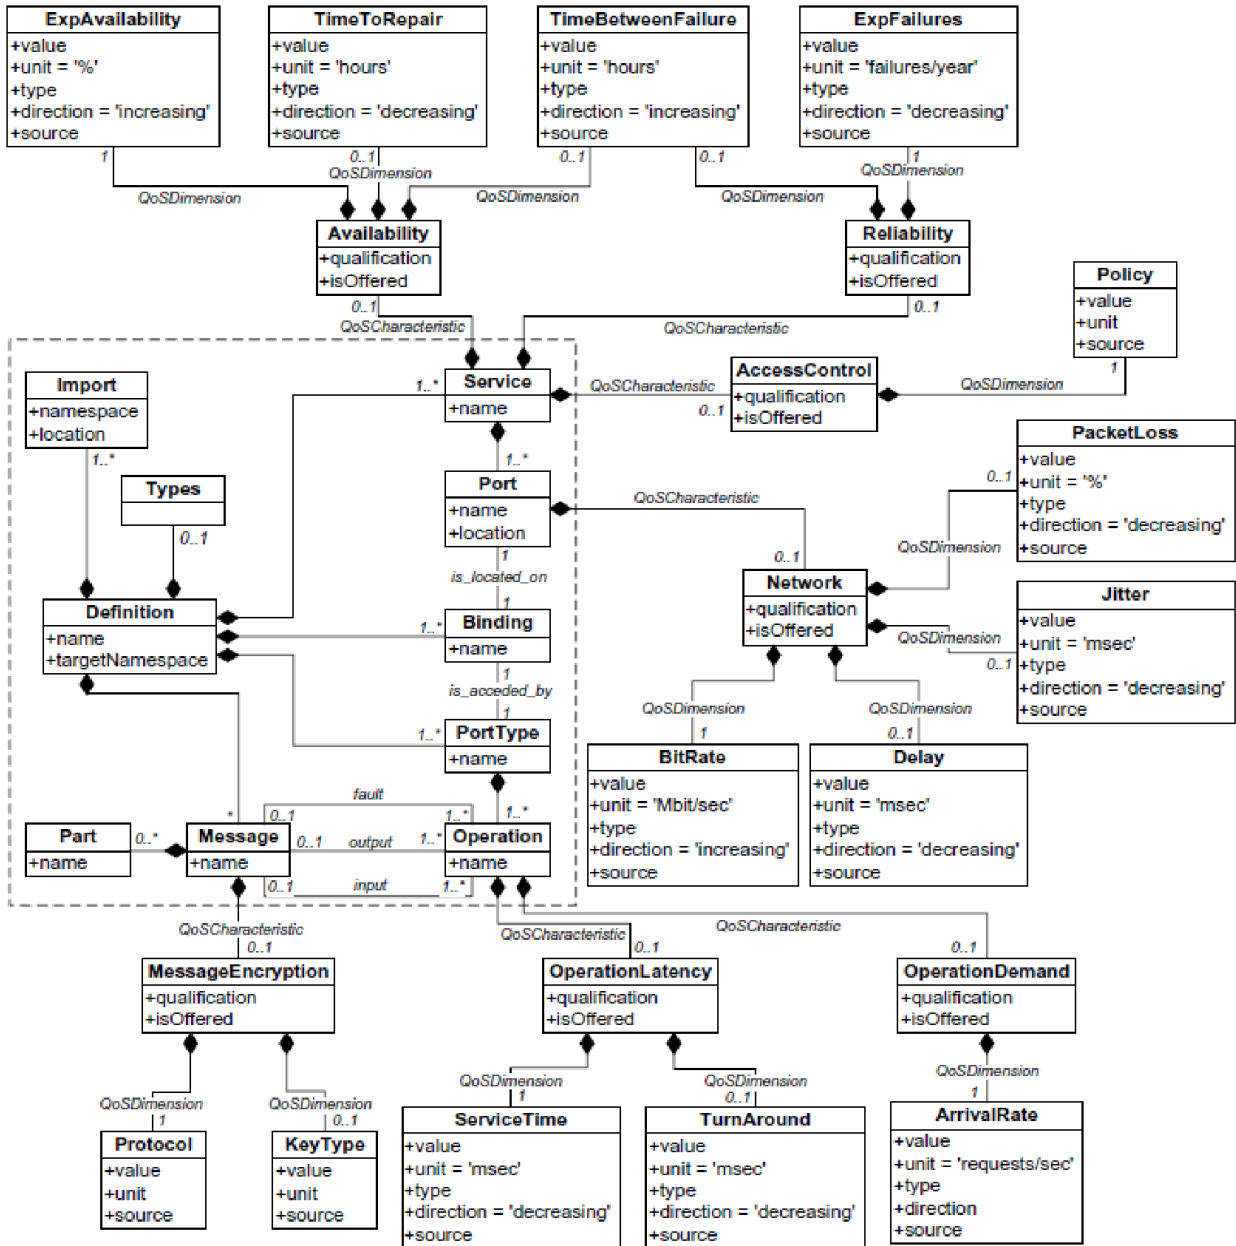 ExpAvailability
+value
+unit = '%'
+type
+direction = 'increasing'
+source
TimeToRepair
+value
+unit = 'hours'
+type
+direction = 'decreasing'
+source
TimeBetweenFailure
+value
+unit = 'hours'
+type
+direction = 'increasing'
+source
ExpFailures
+value
+unit = 'failures/year'
+type
+direction = 'decreasing'
+source
1
0..1
0..1
0..1
1
QoSDimension
QoSDimension
QoSDimension
QoSDimension
QoSDimension
Availability
+qualification
+isOffered
Reliability
+qualification
+isOffered
0..1
0..1
QoSCharacteristic
QoSCharacteristic
Policy
+value
+unit
+source
1
Import
+namespace
+location
1..*
Types
0..1
1..*
Service
+name
QoSCharacteristic
0..1
AccessControl
+qualification
+isOffered
QoSDimension
1..*
Port
+name
+location
QoSCharacteristic
0..1
1
is_located_on
1
PacketLoss
+value
+unit = '%'
+type
+direction = 'decreasing'
+source
0..1
QoSDimension
Definition
+name
+targetNamespace
1..*
Binding
+name
Network
+qualification
+isOffered
Jitter
+value
+unit = 'msec'
+type
+direction = 'decreasing'
+source
QoSDimension
0..1
1
is_acceded_by
1
1..*
PortType
+name
QoSDimension
1
QoSDimension
0..1
BitRate
+value
+unit = 'Mbit/sec'
+type
+direction = 'increasing'
+source
Delay
+value
+unit = 'msec'
+type
+direction = 'decreasing'
+source
1..*
*
fault
0..1
1..*
Part
+name
0..*
Message
+name
0..1
output
1..*
Operation
+name
0..1
input
1..*
QoSCharacteristic
0..1
QoSCharacteristic
0..1
QoSCharacteristic
0..1
MessageEncryption
+qualification
+isOffered
OperationLatency
+qualification
+isOffered
OperationDemand
+qualification
+isOffered
QoSDimension
1
QoSDimension
0..1
QoSDimension
1
QoSDimension
0..1
QoSDimension
1
Protocol
+value
+unit
+source
KeyType
+value
+unit
+source
ServiceTime
+value
+unit = 'msec'
+type
+direction = 'decreasing'
+source
TurnAround
+value
+unit = 'msec'
+type
+direction = 'decreasing'
+source
ArrivalRate
+value
+unit = 'requests/sec'
+type
+direction
+source